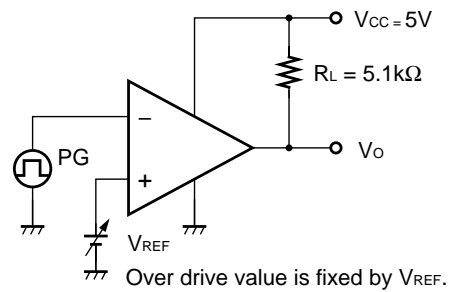 VCC = 5V
RL = 5.1kΩ
−
PG
VO
+
VREF
Over drive value is fixed by VREF.